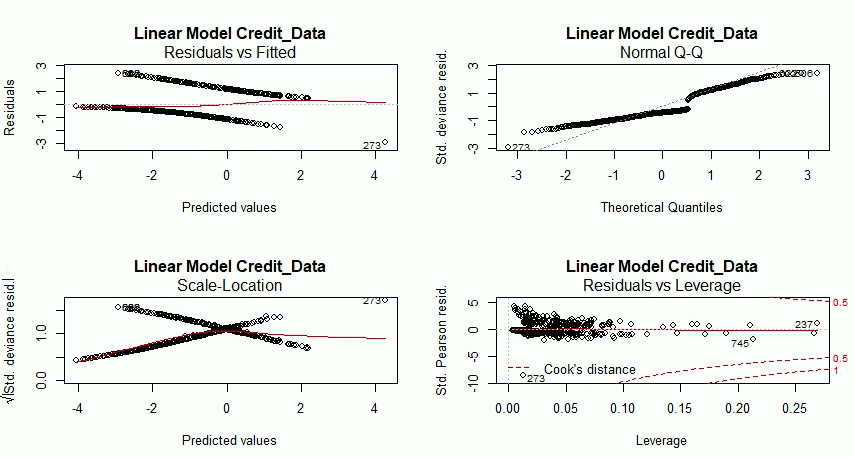 Linear Model Credit_Data
Residuals vs Fitted
Residuals
3
1
-1
-3
273
-4
-2
0
2
4
Predicted values
Linear Model Credit_Data
Normal Q-Q
Std. deviance resid.
3
1
-1
-3
273
-3
-2
-1
0
1
2
3
Theoretical Quantiles
Linear Model Credit_Data
Scale-Location
√|Std. deviance resid.|
1.0
0.0
273
-4
-2
0
2
4
Predicted values
Linear Model Credit_Data
Residuals vs Leverage
Std. Pearson resid.
5
0
-5
-10
0.5
237
745
0.5
1
Cook's distance
273
0.00
0.05
0.10
0.15
0.20
0.25
Leverage